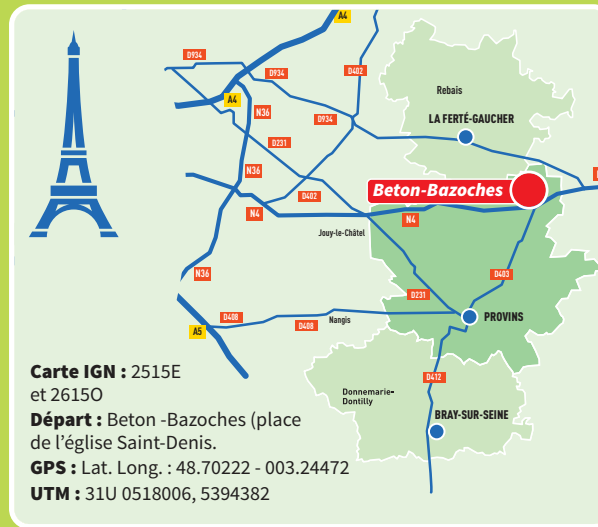 A4
D934
D934
D402
A4
Rebais
N36
D934
LA FERTÉ-GAUCHER
D231
N36
Beton-Bazoches
D402
N4
N4
Jouy-le-Châtel
N36
D403
D231
D408
D408
Nangis
PROVINS
A5
D412
Donnemarie-
Dontilly
BRAY-SUR-SEINE
Carte IGN : 2515E
et 2615O
Départ : Beton -Bazoches (place
de l'église Saint-Denis.
GPS : Lat. Long. : 48.70222 - 003.24472
UTM : 31U 0518006, 5394382